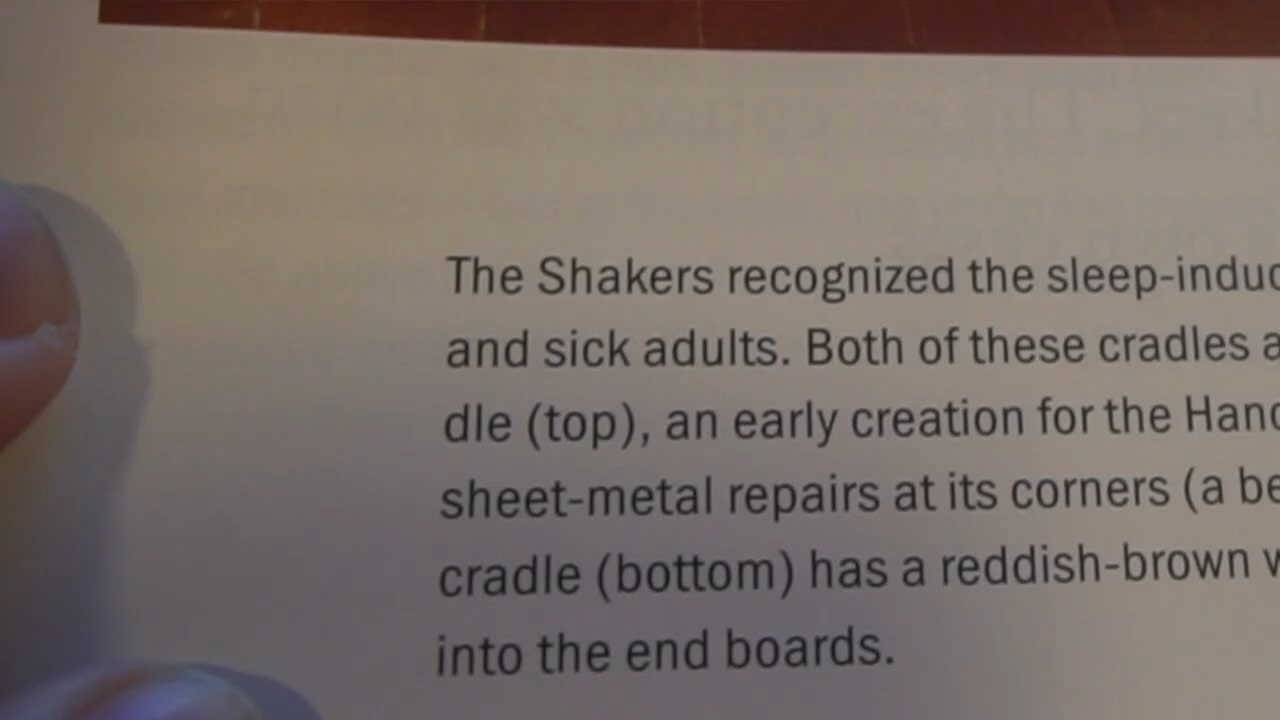 The Shakers recognized the sleep-induc
and sick adults. Both of these cradles a
dle (top), an early creation for the Hanc
sheet-metal repairs at its corners (a be
cradle (bottom) has a reddish-brown w
into the end boards.